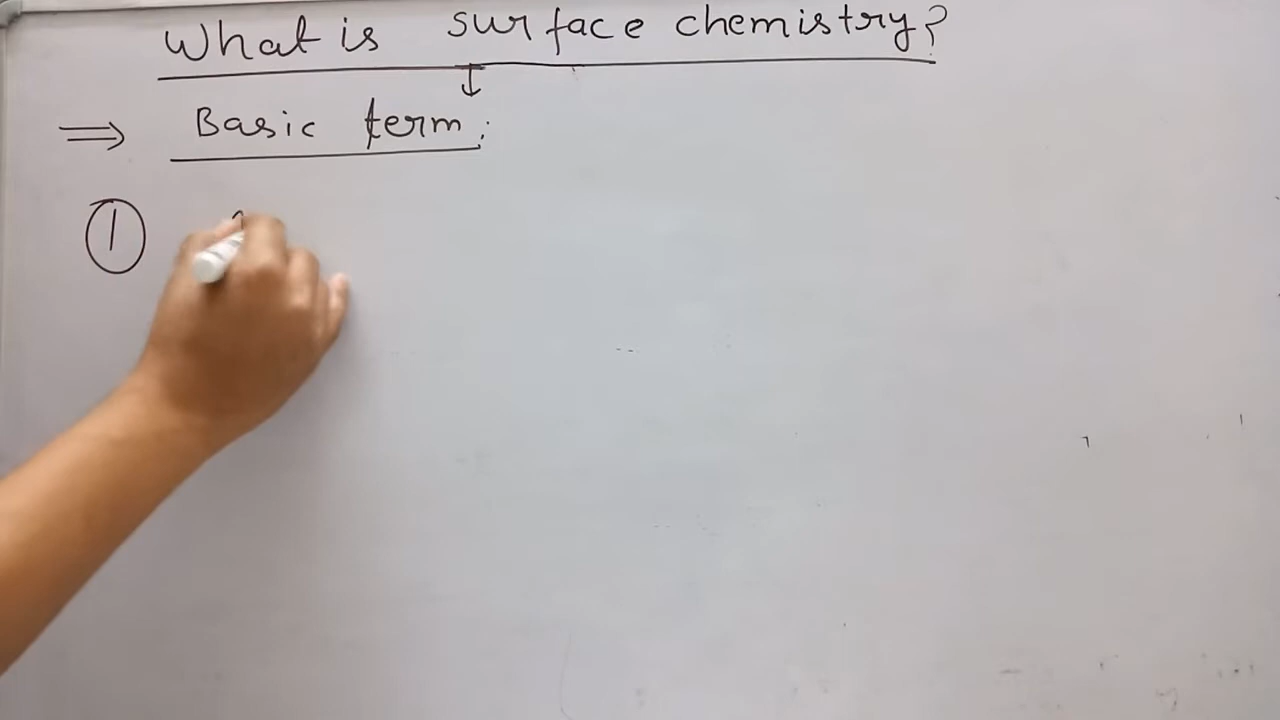 What is surface chemistry?
↓
⇒ Basic term:
①